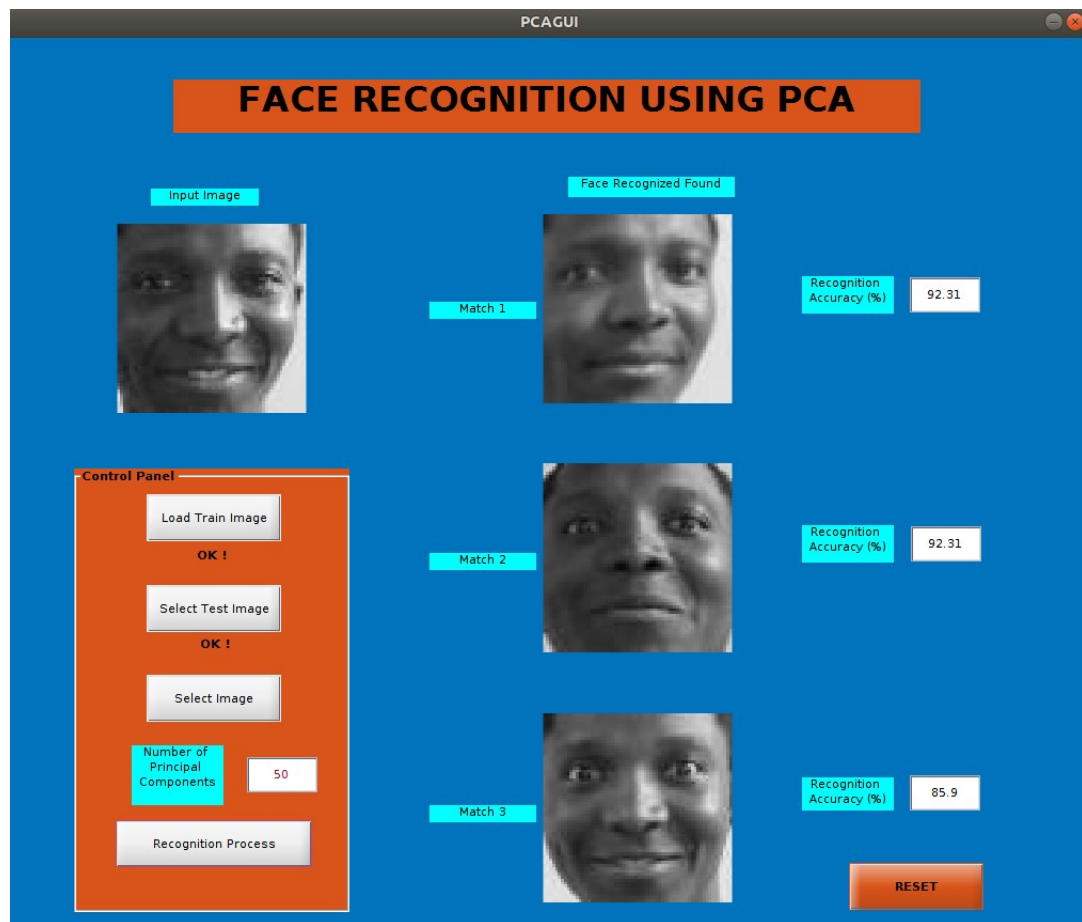 PCAGUI
FACE RECOGNITION USING PCA
Input Image
Face Recognized Found
Match 1
Recognition
Accuracy (%)
92.31
Control Panel
Load Train Image
OK !
Select Test Image
OK !
Select Image
Number of
Principal
Components
50
Recognition Process
Match 2
Recognition
Accuracy (%)
92.31
Match 3
Recognition
Accuracy (%)
85.9
RESET